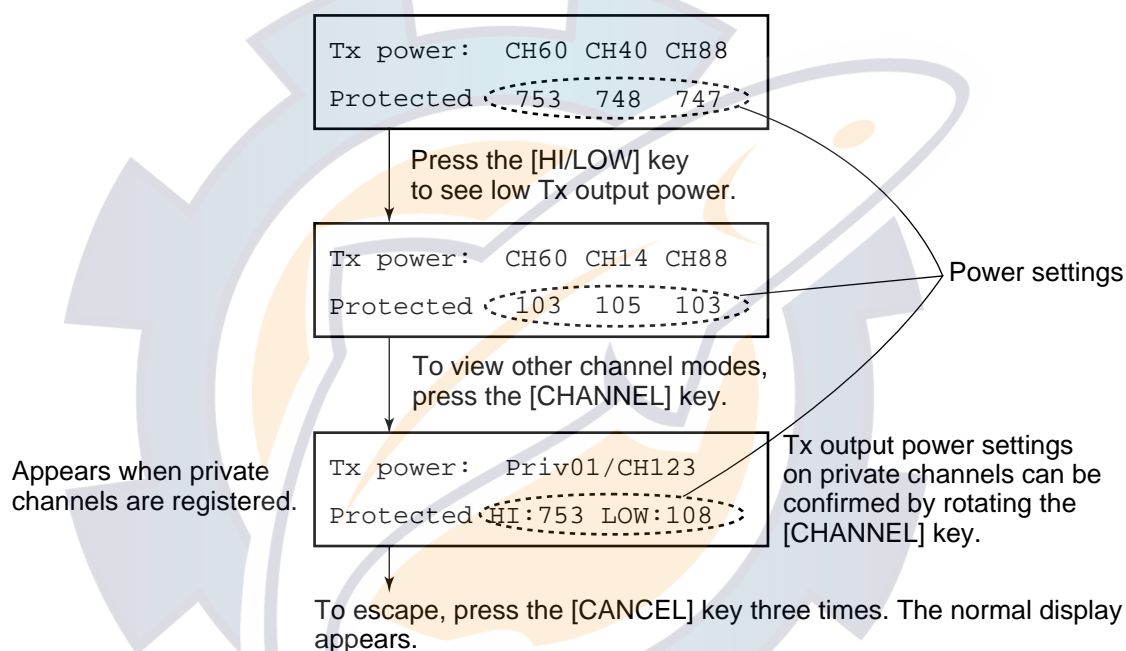 Tx power: CH60 CH40 CH88
Protected 753 748 747
Press the [HI/LOW] key
to see low Tx output power.
Tx power: CH60 CH14 CH88
Protected 103 105 103
Power settings
To view other channel modes,
press the [CHANNEL] key.
Appears when private
channels are registered.
Tx power: Priv01/CH123
Protected HI:753 LOW:108
Tx output power settings
on private channels can be
confirmed by rotating the
[CHANNEL] key.
To escape, press the [CANCEL] key three times. The normal display
appears.